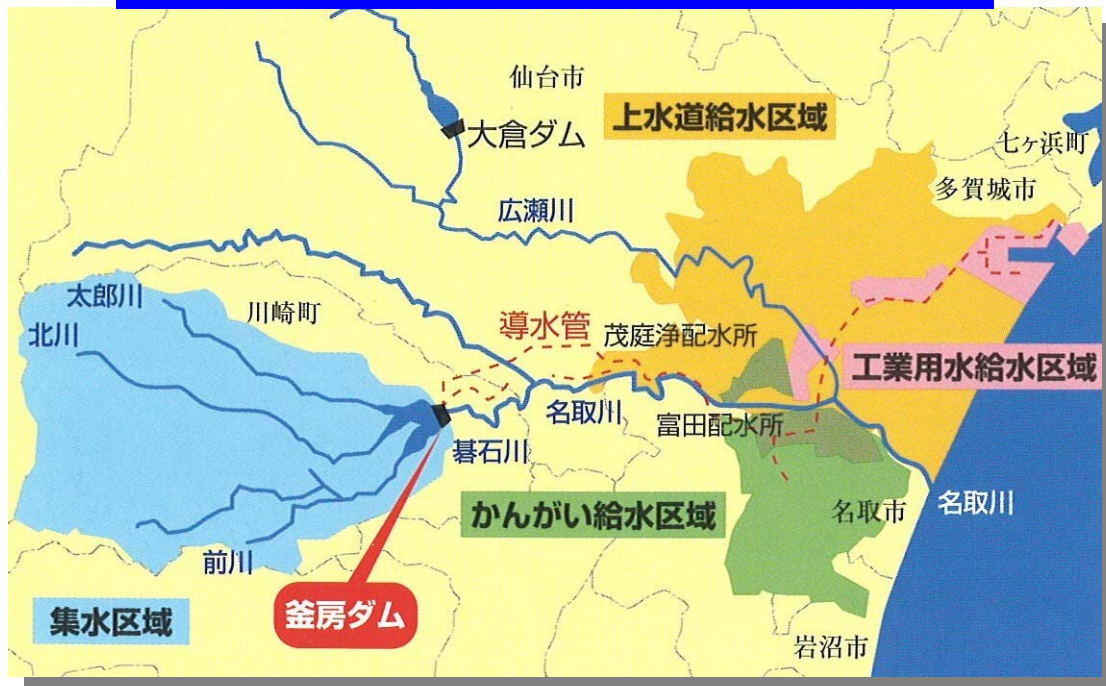 仙台市
上水道給水区域
大倉ダム
七ヶ浜町
多賀城市
広瀬川
太郎川
川崎町
北川
導水管
茂庭浄配水所
工業用水給水区域
名取川
富田配水所
碁石川
かんがい給水区域
名取市
名取川
前川
釜房ダム
集水区域
岩沼市